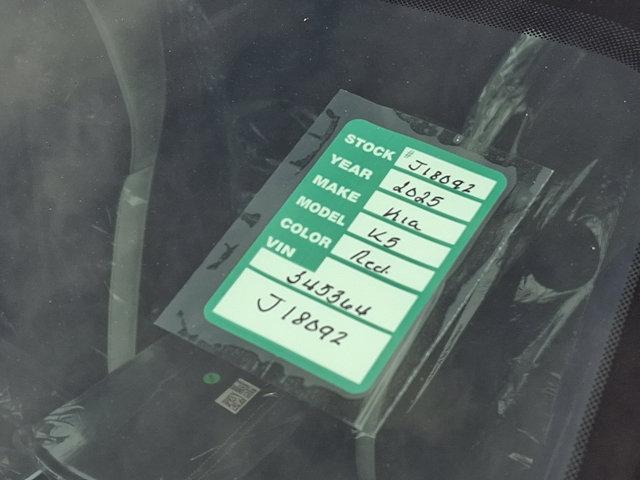 STOCK # J18092
YEAR 2025
MAKE Kia
MODEL K5
COLOR Red
VIN 345364
J18092